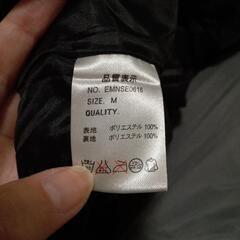 品質表示
NO. EMNSE0616
SIZE. M
QUALITY.
表地 ポリエステル 100%
裏地 ポリエステル 100%